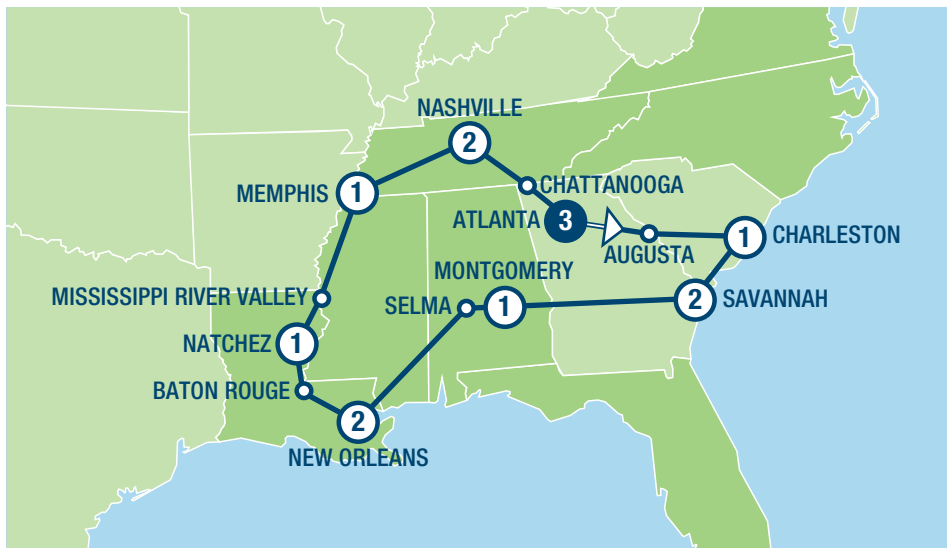 NASHVILLE
2
CHATTANOOGA
MEMPHIS
1
ATLANTA
3
AUGUSTA
1
CHARLESTON
MONTGOMERY
MISSISSIPPI RIVER VALLEY
SELMA
1
2
SAVANNAH
NATCHEZ
1
BATON ROUGE
2
NEW ORLEANS